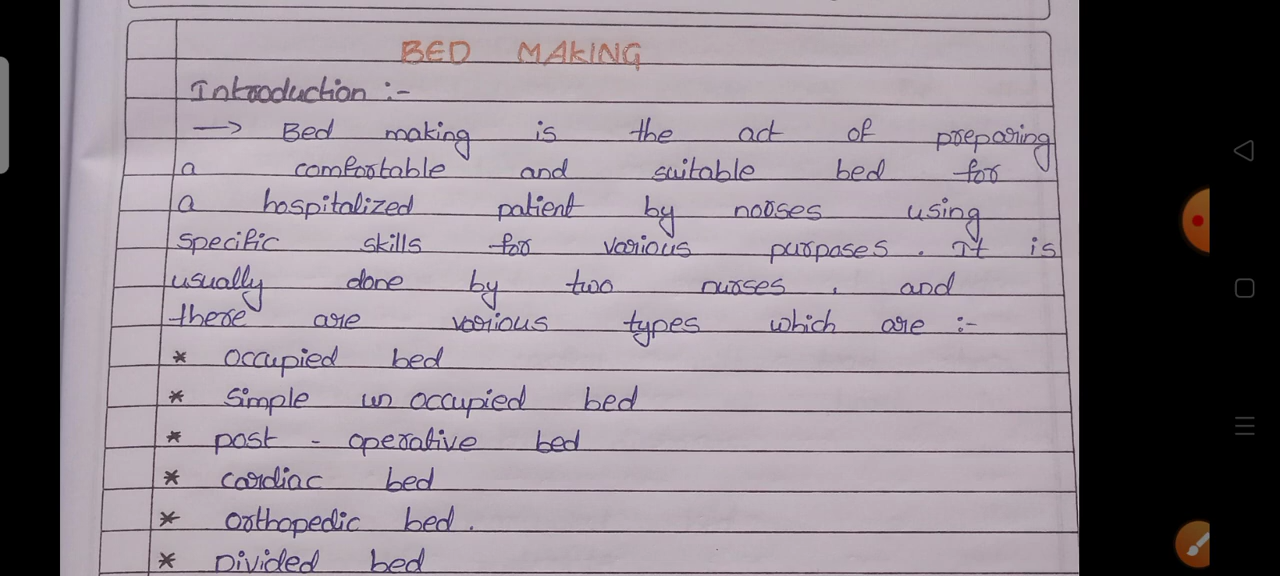 BED MAKING
Introduction :-
→ Bed making is the act of preparing
a comfortable and suitable bed for
a hospitalized patient by nooses using
specific skills for various purposes. It is
usually done by two nurses, and
there are various types which are :-
* occupied bed
* simple un occupied bed
* post - operative bed
* cardiac bed
* orthopedic bed.
* Divided bed